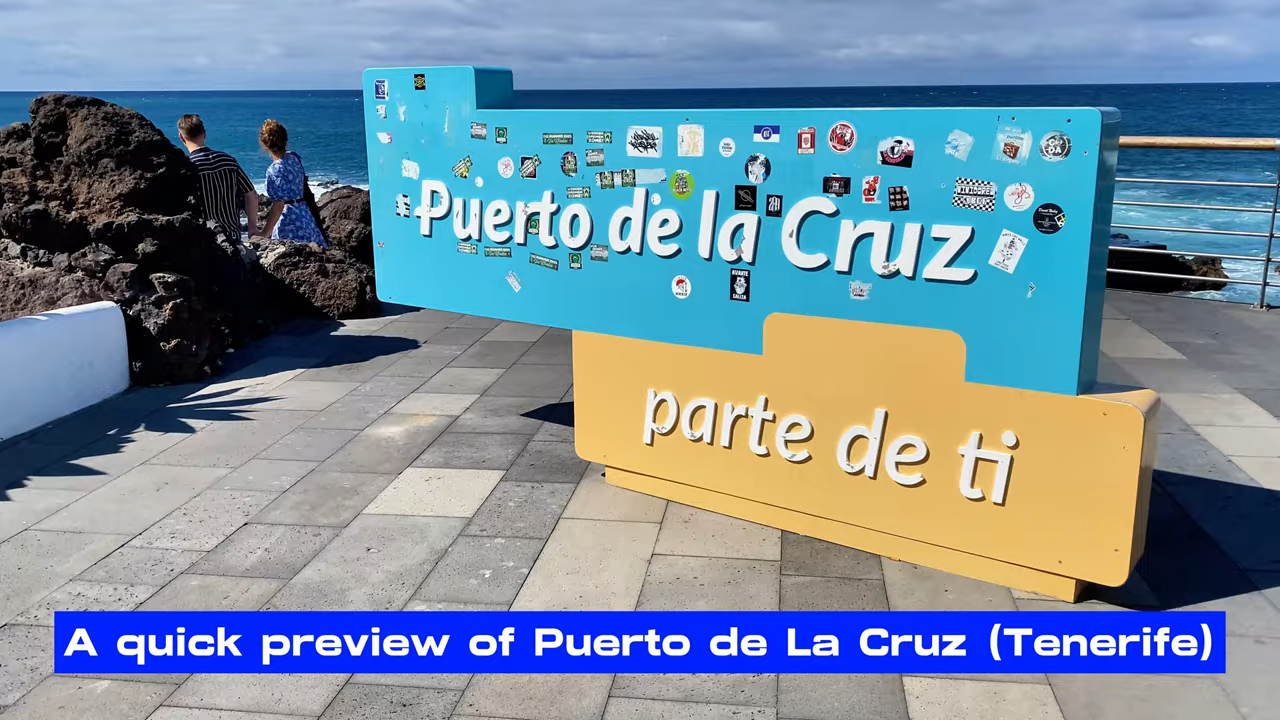 Puerto de la Cruz
parte de ti
A quick preview of Puerto de La Cruz (Tenerife)